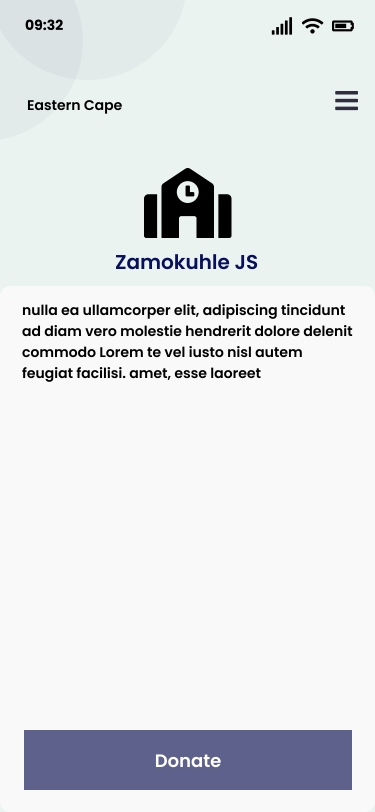 09:32
Eastern Cape
Zamokuhle JS
nulla ea ullamcorper elit, adipiscing tincidunt
ad diam vero molestie hendrerit dolore delenit
commodo Lorem te vel iusto nisl autem
feugiat facilisi. amet, esse laoreet
Donate